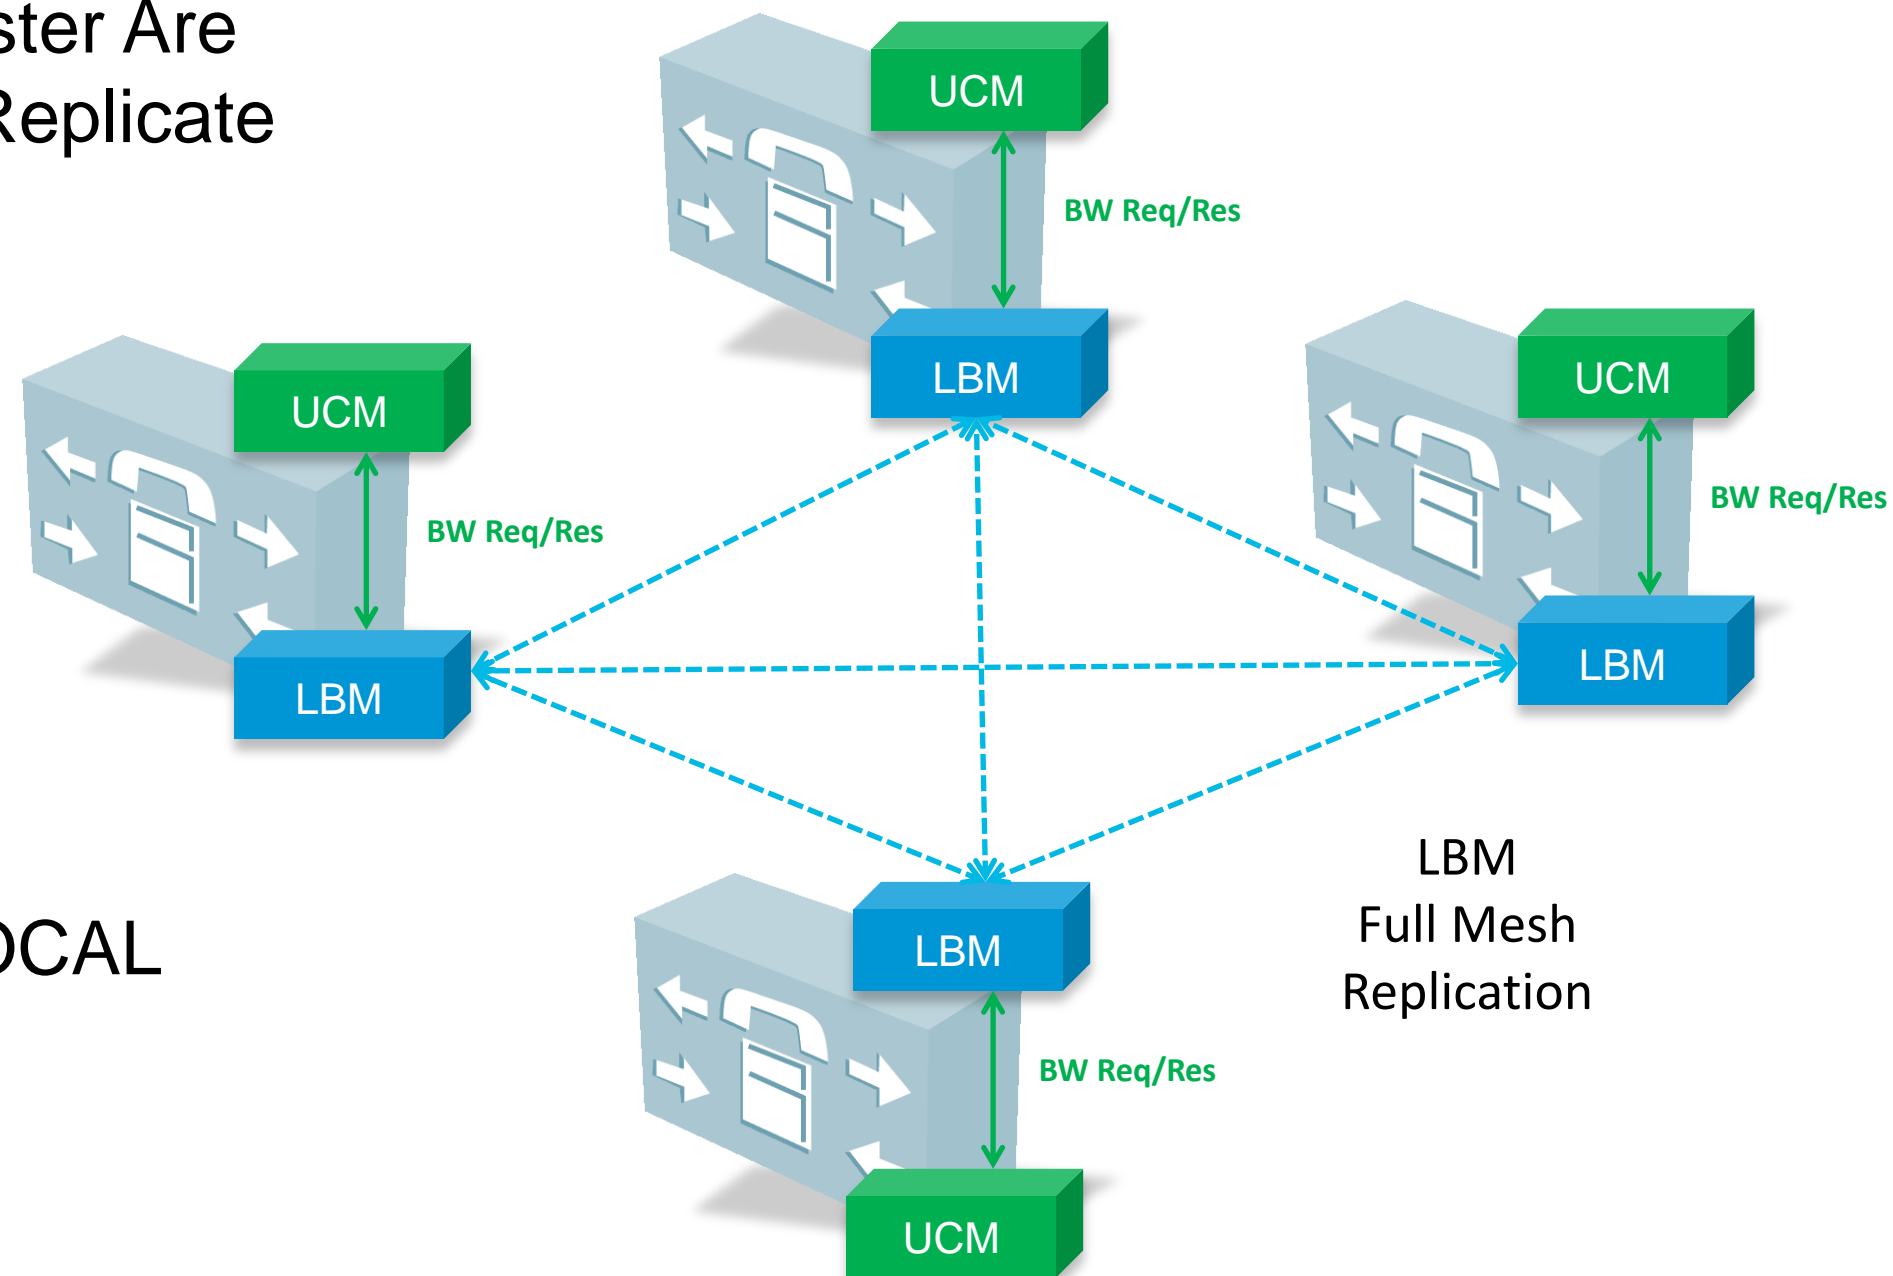 ster Are
Replicate
UCM
BW Req/Res
LBM
UCM
BW Req/Res
LBM
UCM
BW Req/Res
LBM
LBM
Full Mesh
Replication
OCAL
LBM
BW Req/Res
UCM